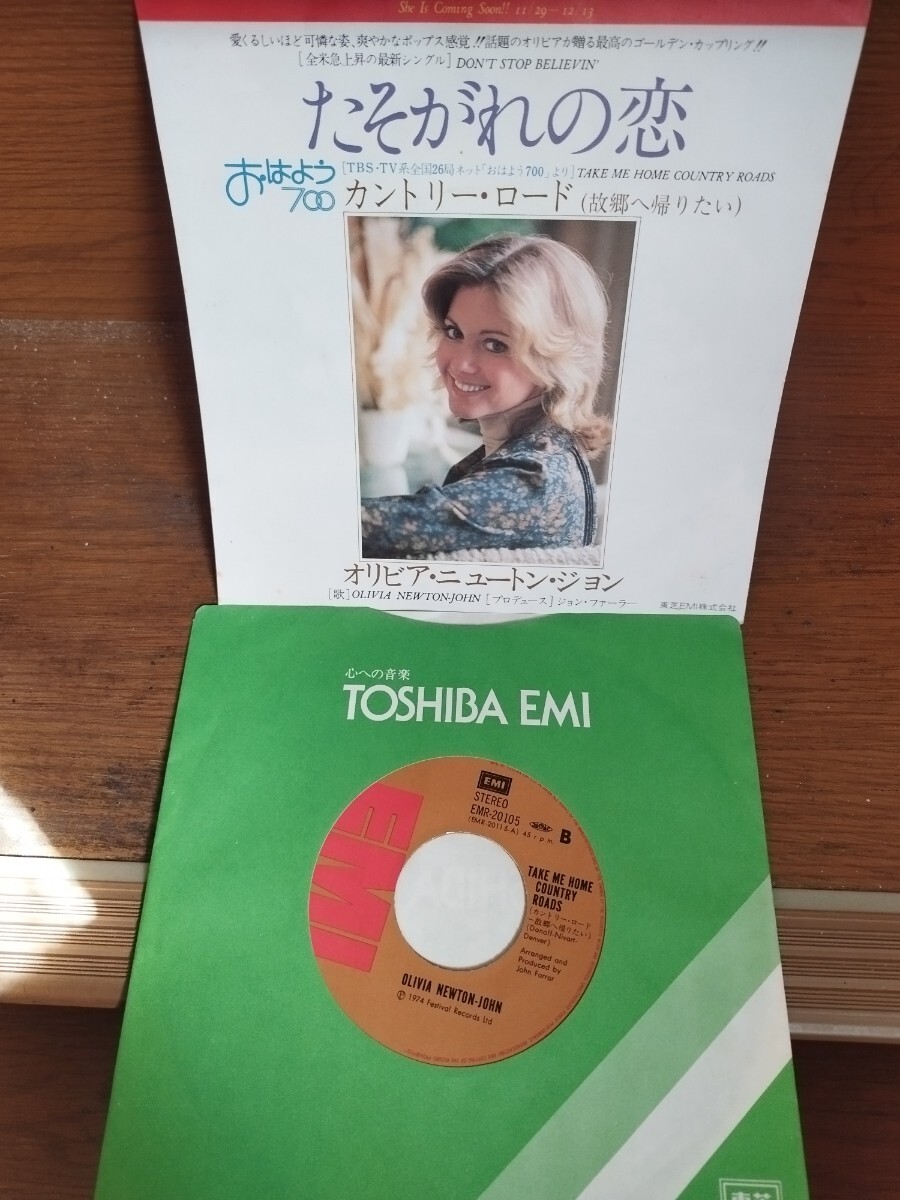 She Is Coming Soon!! 11/29―12/13
愛くるしいほど可憐な姿、爽やかなポップス感覚!!話題のオリビアが贈る最高のゴールデン・カップリング!!
[全米急上昇の最新シングル] DON'T STOP BELIEVIN'
たそがれの恋
おはよう700
[TBS-TV系全国26局ネット「おはよう700」より] TAKE ME HOME COUNTRY ROADS
カントリー・ロード (故郷へ帰りたい)
オリビア・ニュートン・ジョン
[歌] OLIVIA NEWTON-JOHN [プロデュース] ジョン・ファーラー
東芝EMI株式会社
心への音楽
TOSHIBA EMI
EMI
EMI
STEREO
EMR-20105
45 r.p.m.
B
TAKE ME HOME
COUNTRY
ROADS
(カントリー・ロード
-故郷へ帰りたい)
Denver)
Arranged and
Produced by
John Farrar
OLIVIA NEWTON-JOHN
Ⓟ 1974 Festival Records Ltd